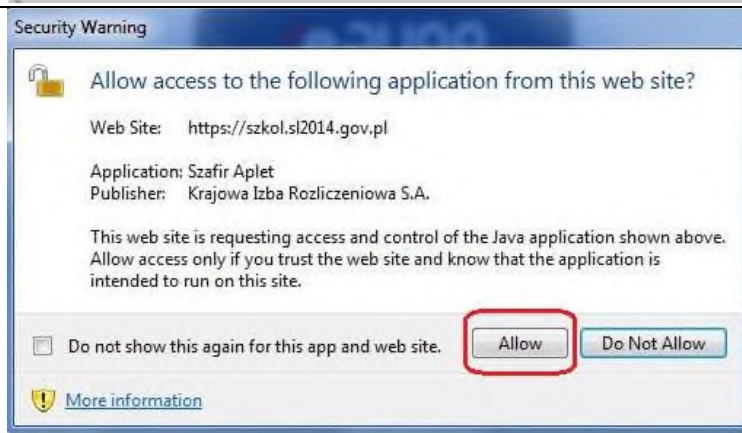 Security Warning
Allow access to the following application from this web site?
Web Site: https://szkol.sl2014.gov.pl
Application: Szafir Aplet
Publisher: Krajowa Izba Rozliczeniowa S.A.
This web site is requesting access and control of the Java application shown above.
Allow access only if you trust the web site and know that the application is
intended to run on this site.
Do not show this again for this app and web site. Allow Do Not Allow
More information